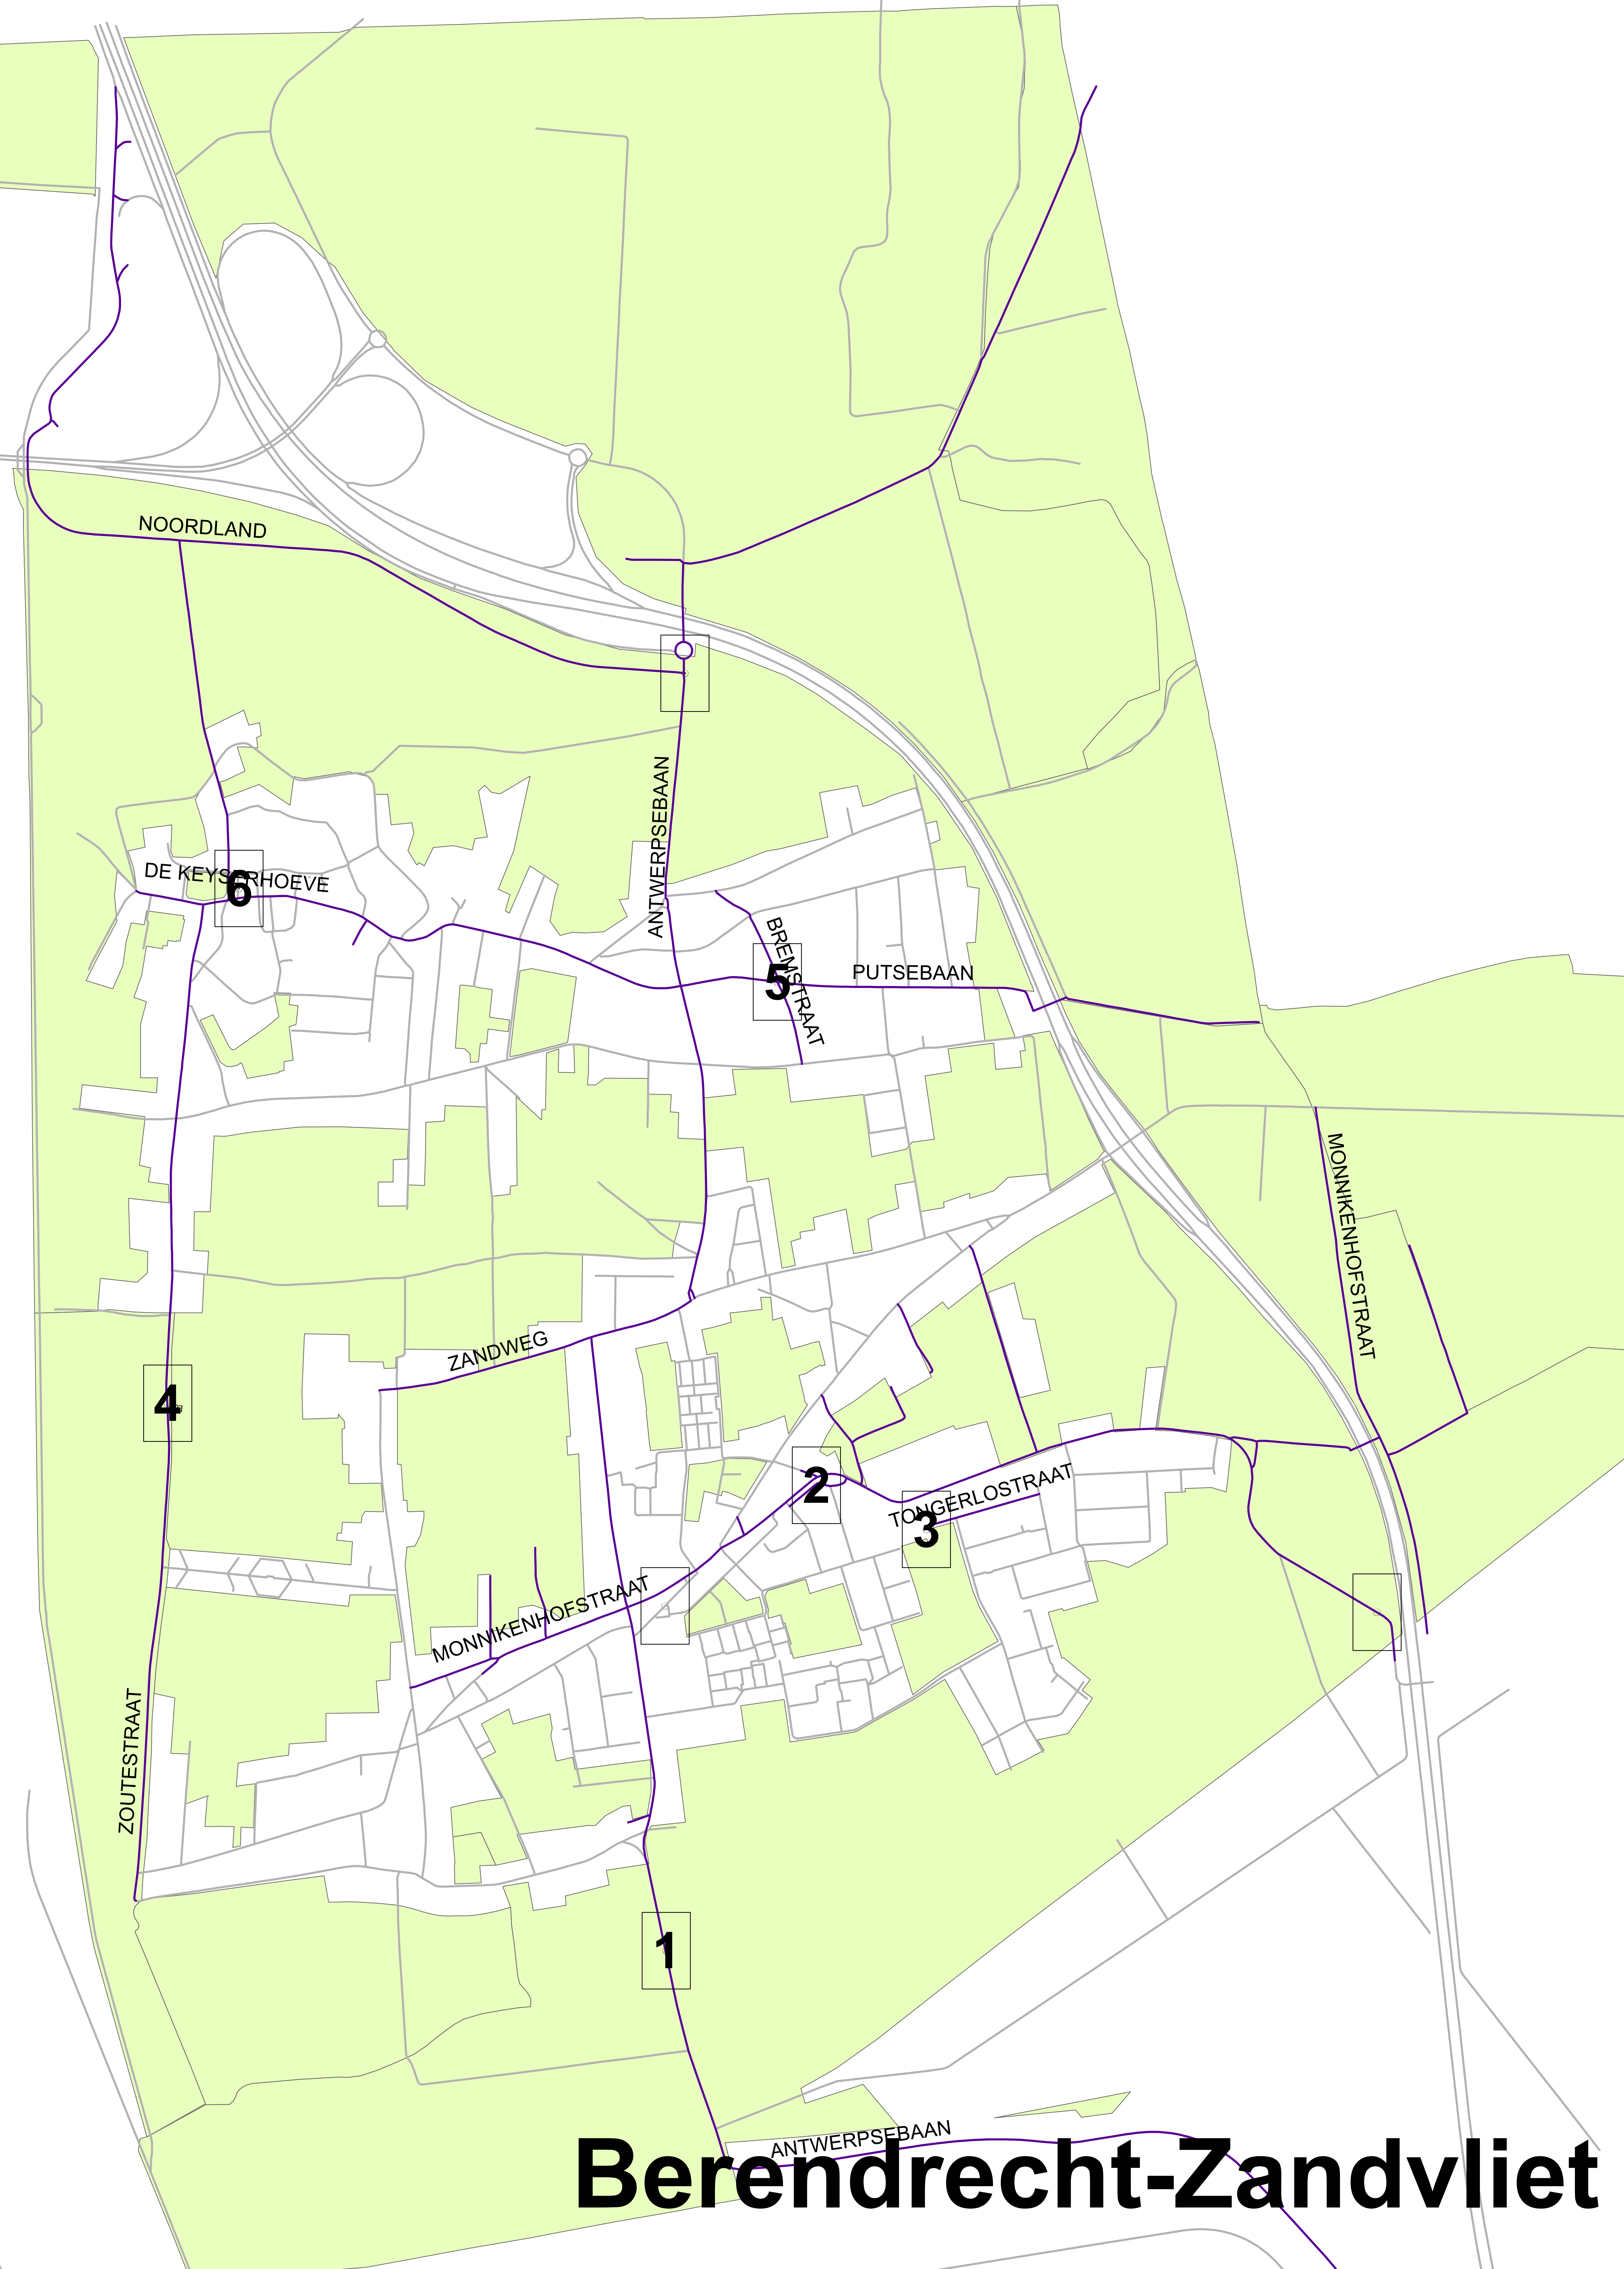 NOORDLAND
ANTWERPSEBAAN
DE KEYSERHOEVE
6
BREMSTRAAT
5
PUTSEBAAN
MONNIKENHOFSTRAAT
ZANDWEG
4
2
TONGERLOSTRAAT
3
MONNIKENHOFSTRAAT
ZOUTESTRAAT
1
ANTWERPSEBAAN
Berendrecht-Zandvliet